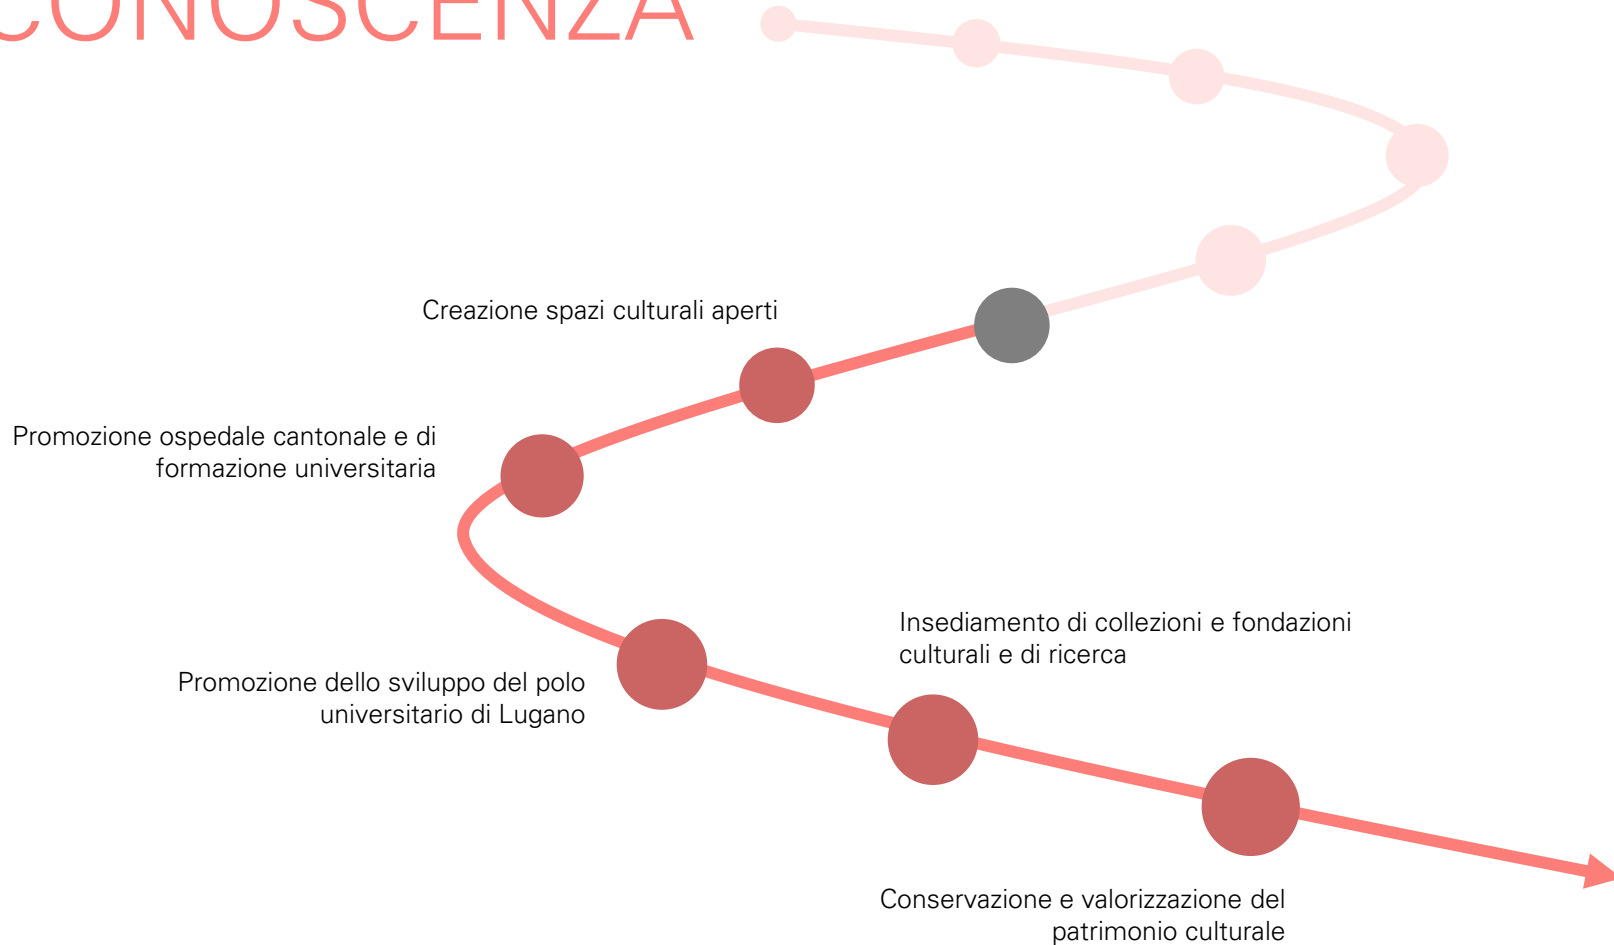 CONOSCENZA
Creazione spazi culturali aperti
Promozione ospedale cantonale e di
formazione universitaria
Promozione dello sviluppo del polo
universitario di Lugano
Insediamento di collezioni e fondazioni
culturali e di ricerca
Conservazione e valorizzazione del
patrimonio culturale